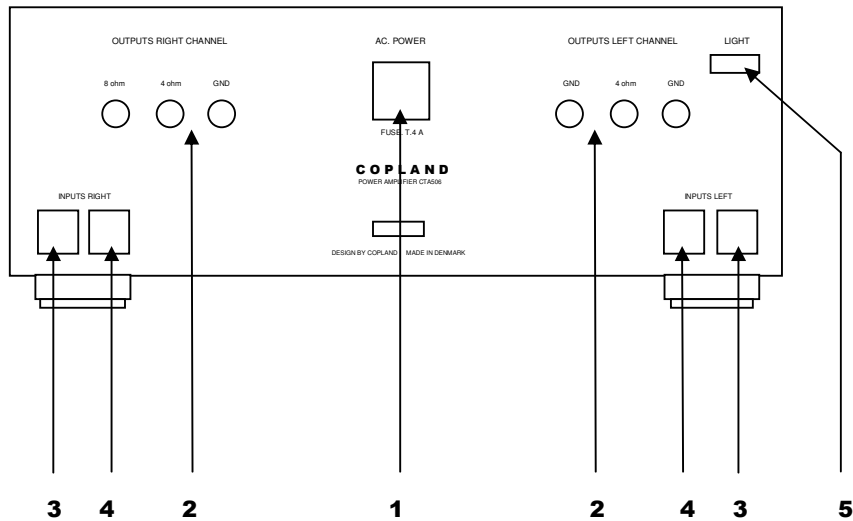 OUTPUTS RIGHT CHANNEL
AC. POWER
OUTPUTS LEFT CHANNEL
LIGHT
8 ohm
4 ohm
GND
GND
4 ohm
GND
FUSE. T.4 A
COPLAND
POWER AMPLIFIER CTA506
INPUTS RIGHT
INPUTS LEFT
DESIGN BY COPLAND MADE IN DENMARK
3 4 2 1 2 4 3 5